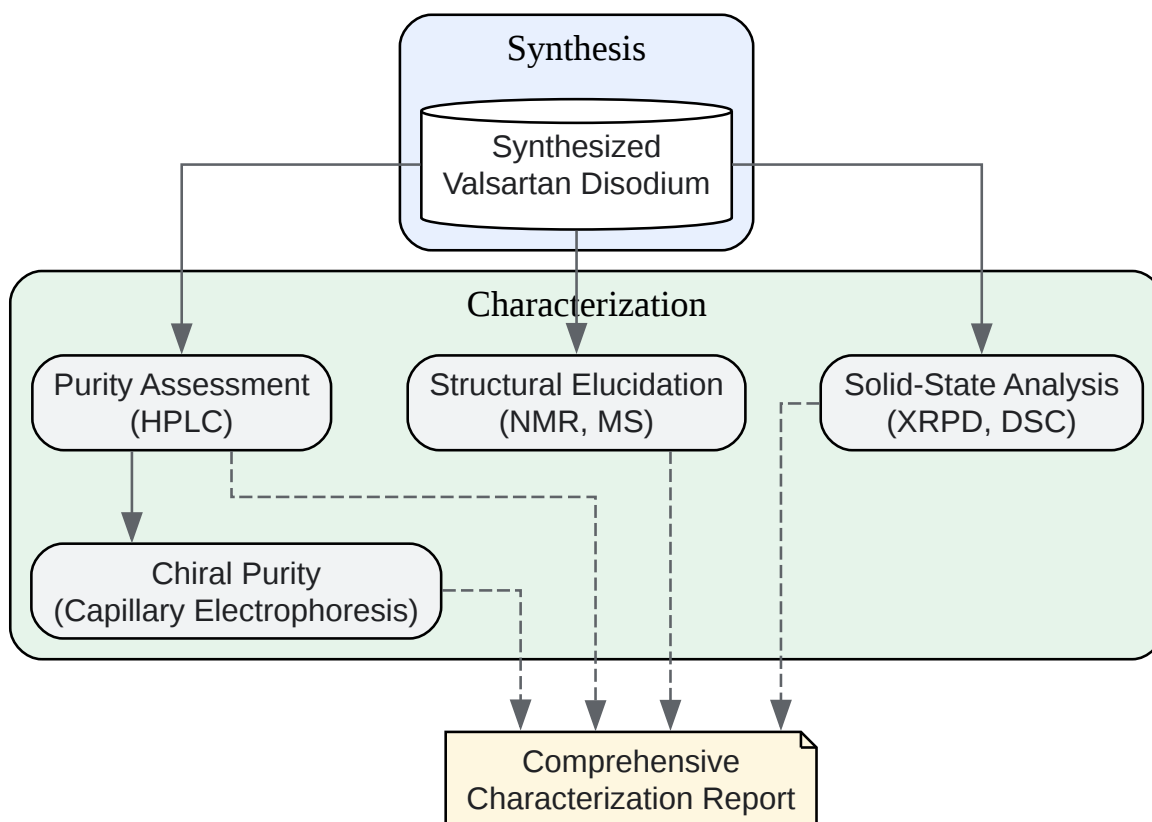 Synthesis
Synthesized
Valsartan Disodium
Characterization
Purity Assessment
(HPLC)
Structural Elucidation
(NMR, MS)
Solid-State Analysis
(XRPD, DSC)
Chiral Purity
(Capillary Electrophoresis)
Comprehensive
Characterization Report